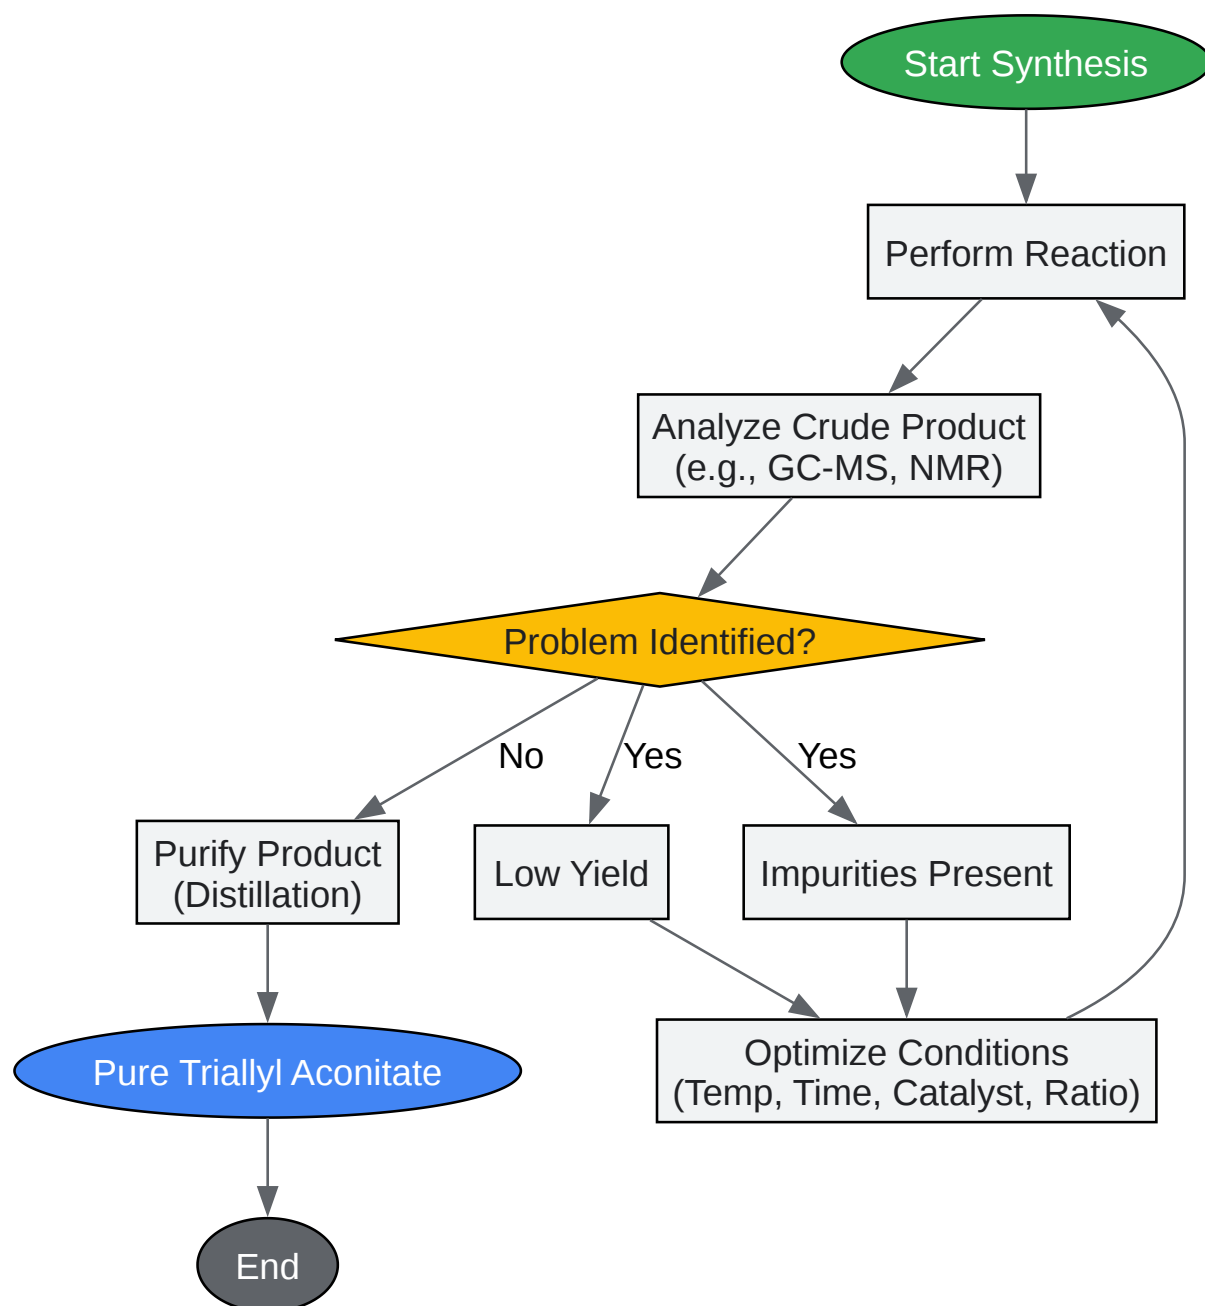 Start Synthesis
Perform Reaction
Analyze Crude Product
(e.g., GC-MS, NMR)
Problem Identified?
No
Yes
Yes
Purify Product
(Distillation)
Low Yield
Impurities Present
Optimize Conditions
(Temp, Time, Catalyst, Ratio)
Pure Triallyl Aconitate
End